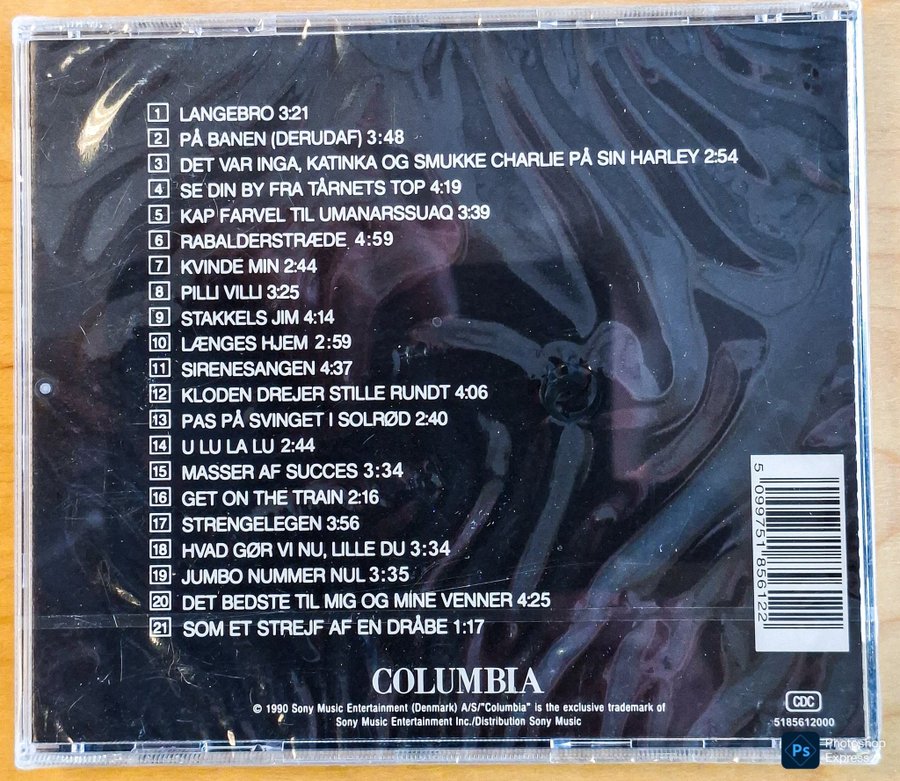 1 LANGEBRO 3:21
2 PÅ BANEN (DERUDAF) 3:48
3 DET VAR INGA, KATINKA OG SMUKKE CHARLIE PÅ SIN HARLEY 2:54
4 SE DIN BY FRA TÅRNETS TOP 4:19
5 KAP FARVEL TIL UMANARSSUAQ 3:39
6 RABALDERSTRÆDE 4:59
7 KVINDE MIN 2:44
8 PILLI VILLI 3:25
9 STAKKELS JIM 4:14
10 LÆNGES HJEM 2:59
11 SIRENESANGEN 4:37
12 KLODEN DREJER STILLE RUNDT 4:06
13 PAS PÅ SVINGET I SOLRØD 2:40
14 U LU LA LU 2:44
15 MASSER AF SUCCES 3:34
16 GET ON THE TRAIN 2:16
17 STRENGELEGEN 3:56
18 HVAD GØR VI NU, LILLE DU 3:34
19 JUMBO NUMMER NUL 3:35
20 DET BEDSTE TIL MIG OG MINE VENNER 4:25
21 SOM ET STREJF AF EN DRÅBE 1:17
5 099751 856122
COLUMBIA
© 1990 Sony Music Entertainment (Denmark) A/S/"Columbia" is the exclusive trademark of
Sony Music Entertainment Inc./Distribution Sony Music
CDC
5185612000
Ps Photoshop
Express